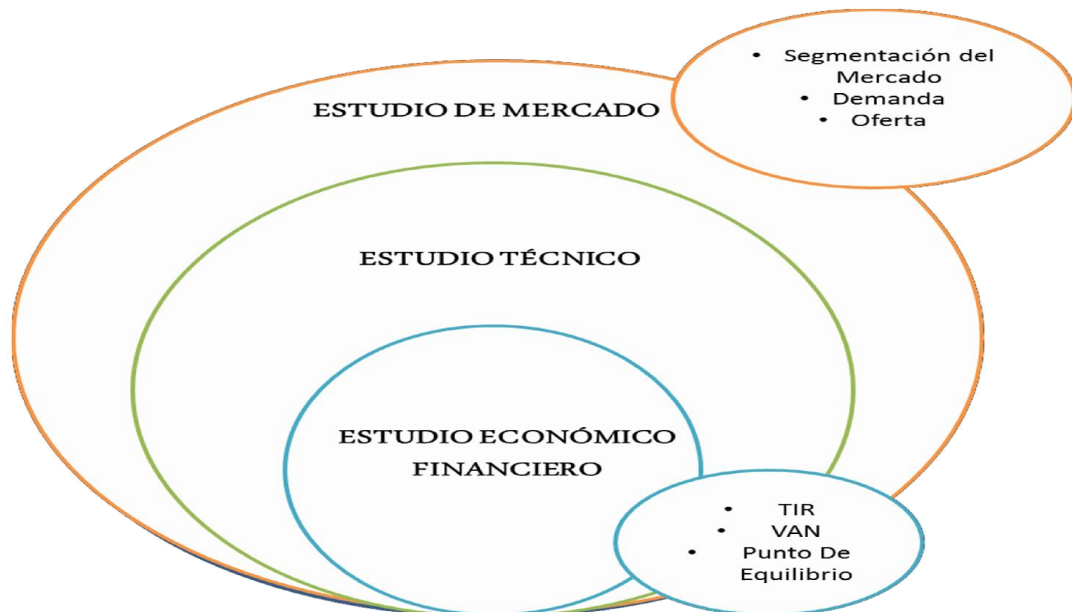 • Segmentación del
Mercado
• Demanda
• Oferta
ESTUDIO DE MERCADO
ESTUDIO TÉCNICO
ESTUDIO ECONÓMICO
FINANCIERO
• TIR
• VAN
• Punto De
Equilibrio